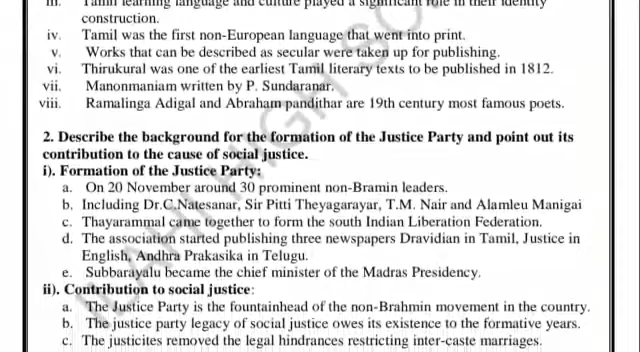 iii. Tamil learning language and culture played a significant role in their identity
construction.
iv. Tamil was the first non-European language that went into print.
v. Works that can be described as secular were taken up for publishing.
vi. Thirukural was one of the earliest Tamil literary texts to be published in 1812.
vii. Manonmaniam written by P. Sundaranar.
viii. Ramalinga Adigal and Abraham pandithar are 19th century most famous poets.
2. Describe the background for the formation of the Justice Party and point out its
contribution to the cause of social justice.
i). Formation of the Justice Party:
a. On 20 November around 30 prominent non-Bramin leaders.
b. Including Dr.C.Natesanar, Sir Pitti Theyagarayar, T.M. Nair and Alamleu Manigai
c. Thayarammal came together to form the south Indian Liberation Federation.
d. The association started publishing three newspapers Dravidian in Tamil, Justice in
English, Andhra Prakasika in Telugu.
e. Subbarayalu became the chief minister of the Madras Presidency.
ii). Contribution to social justice:
a. The Justice Party is the fountainhead of the non-Brahmin movement in the country.
b. The justice party legacy of social justice owes its existence to the formative years.
c. The justicites removed the legal hindrances restricting inter-caste marriages.